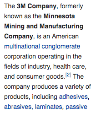 The 3M Company, formerly
known as the Minnesota
Mining and Manufacturing
Company, is an American
multinational conglomerate
corporation operating in the
fields of industry, health care,
and consumer goods.[2] The
company produces a variety of
products, including adhesives,
abrasives, laminates, passive